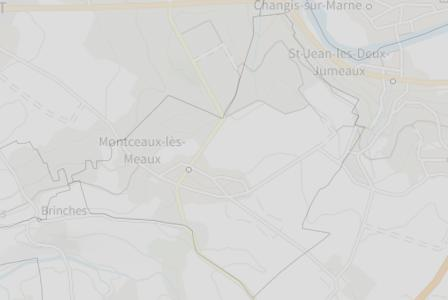 Changis-sur-Marne
T
St-Jean-les-Deux-
Jumeaux
Montceaux-lès-
Meaux
Brinches
s